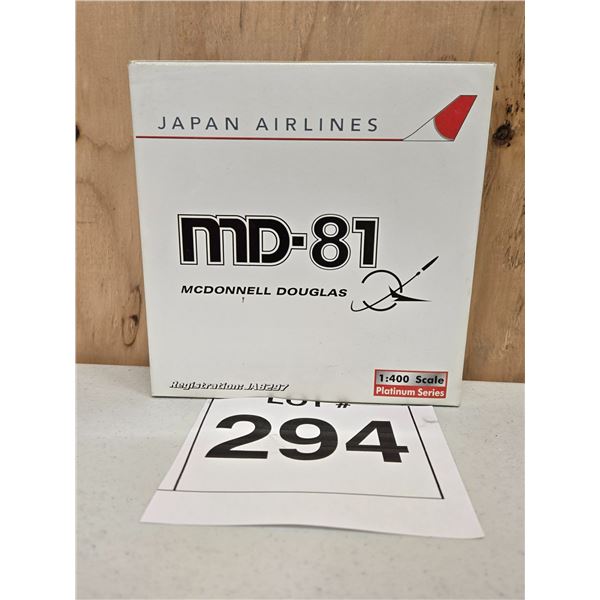 JAPAN AIRLINES
MD-81
MCDONNELL DOUGLAS
Registration: JA8297
1:400 Scale
Platinum Series
LOT #
294